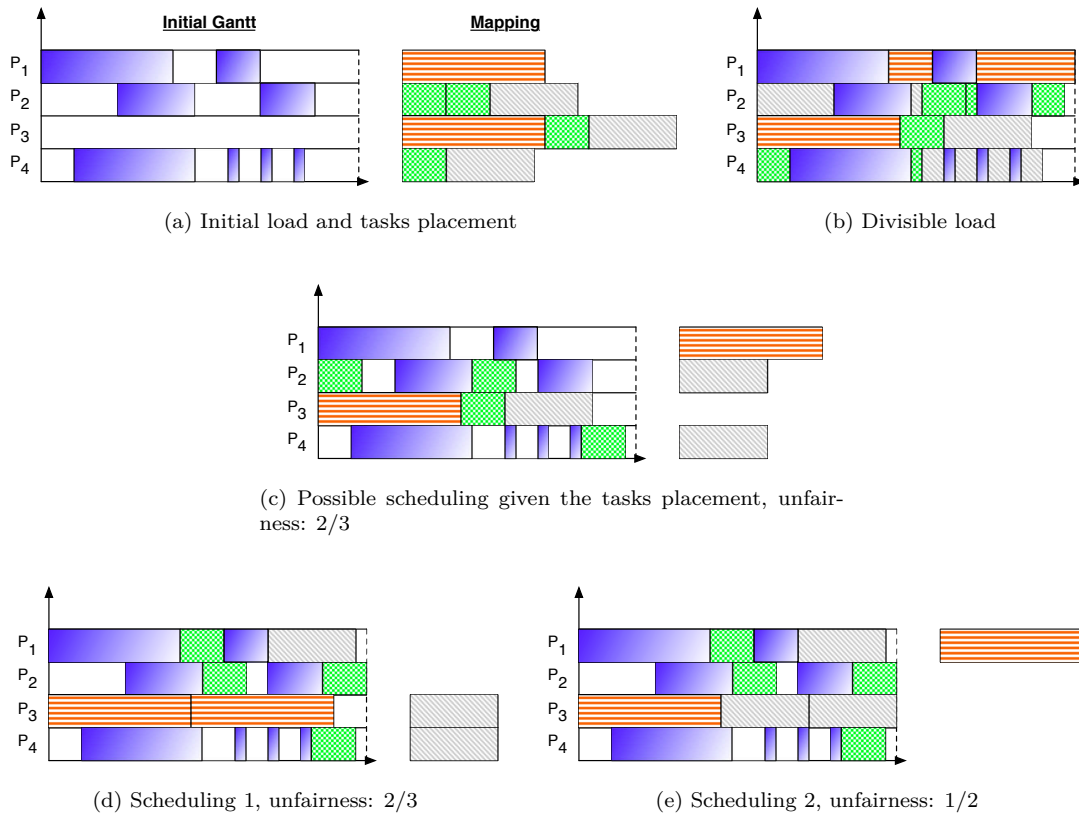 Initial Gantt
Mapping
P1
P2
P3
P4
(a) Initial load and tasks placement
P1
P2
P3
P4
(b) Divisible load
P1
P2
P3
P4
(c) Possible scheduling given the tasks placement, unfair-
ness: 2/3
P1
P2
P3
P4
(d) Scheduling 1, unfairness: 2/3
P1
P2
P3
P4
(e) Scheduling 2, unfairness: 1/2